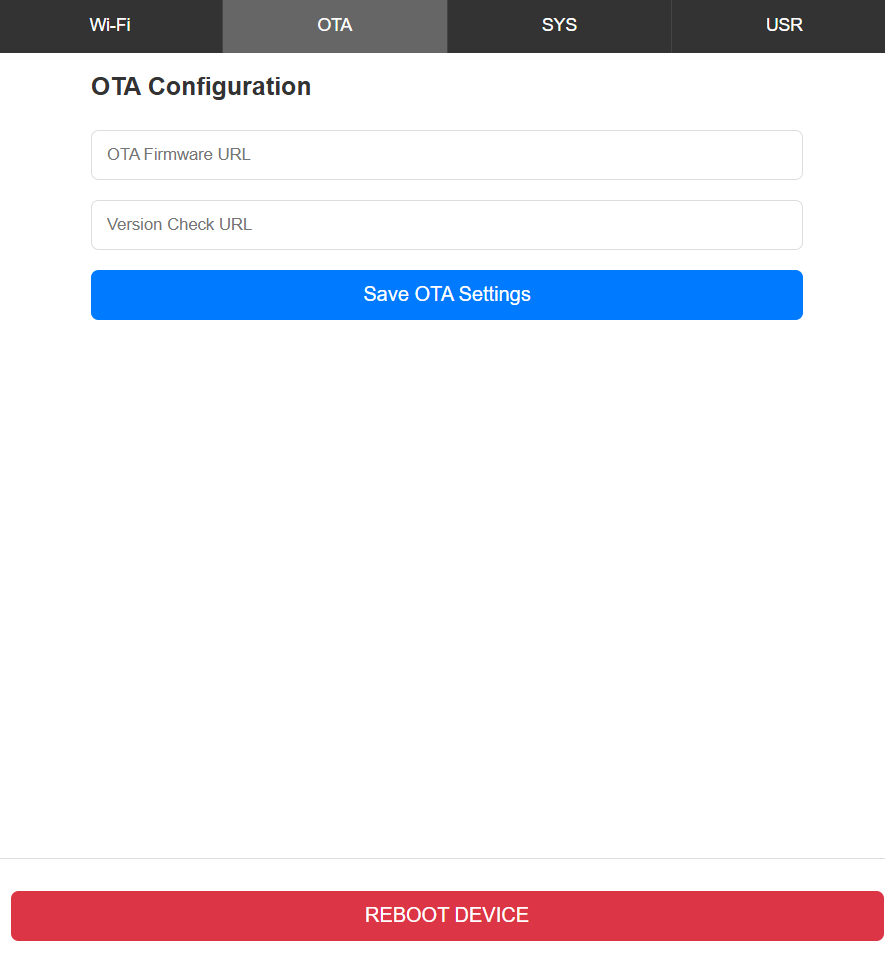 Wi-Fi OTA SYS USR
OTA Configuration
OTA Firmware URL
Version Check URL
Save OTA Settings
REBOOT DEVICE